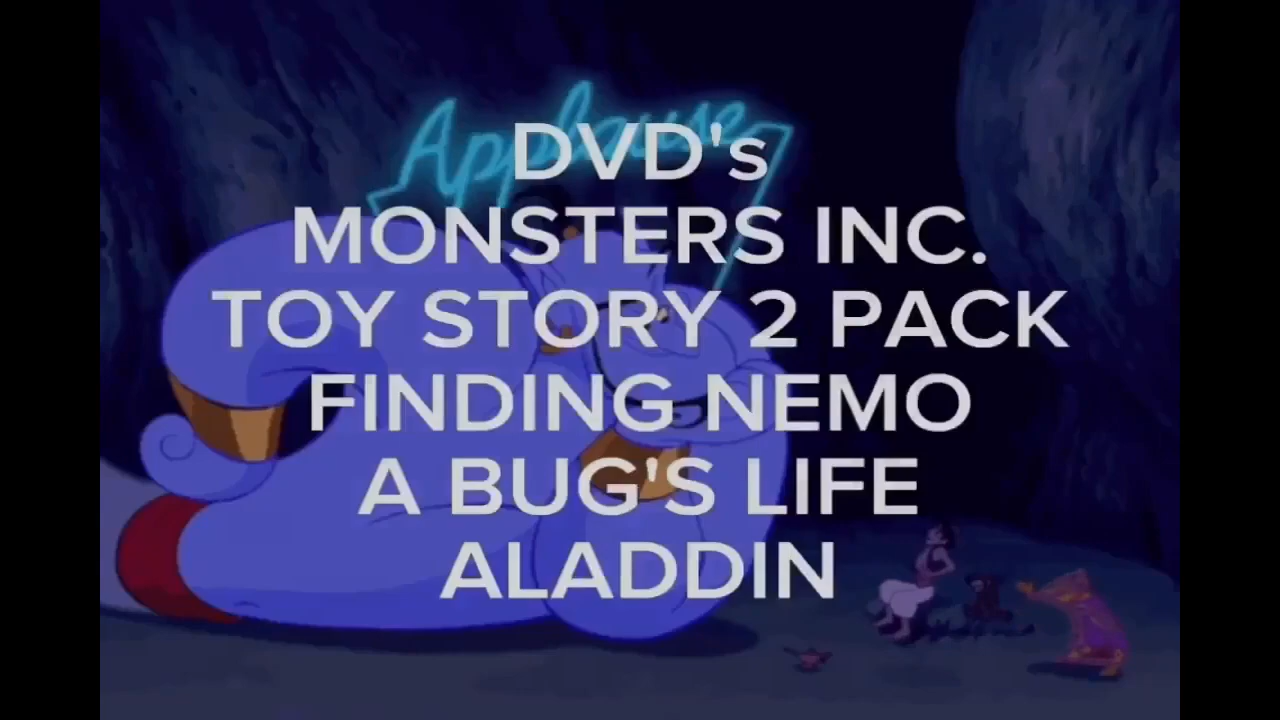 Applause
DVD's
MONSTERS INC.
TOY STORY 2 PACK
FINDING NEMO
A BUG'S LIFE
ALADDIN